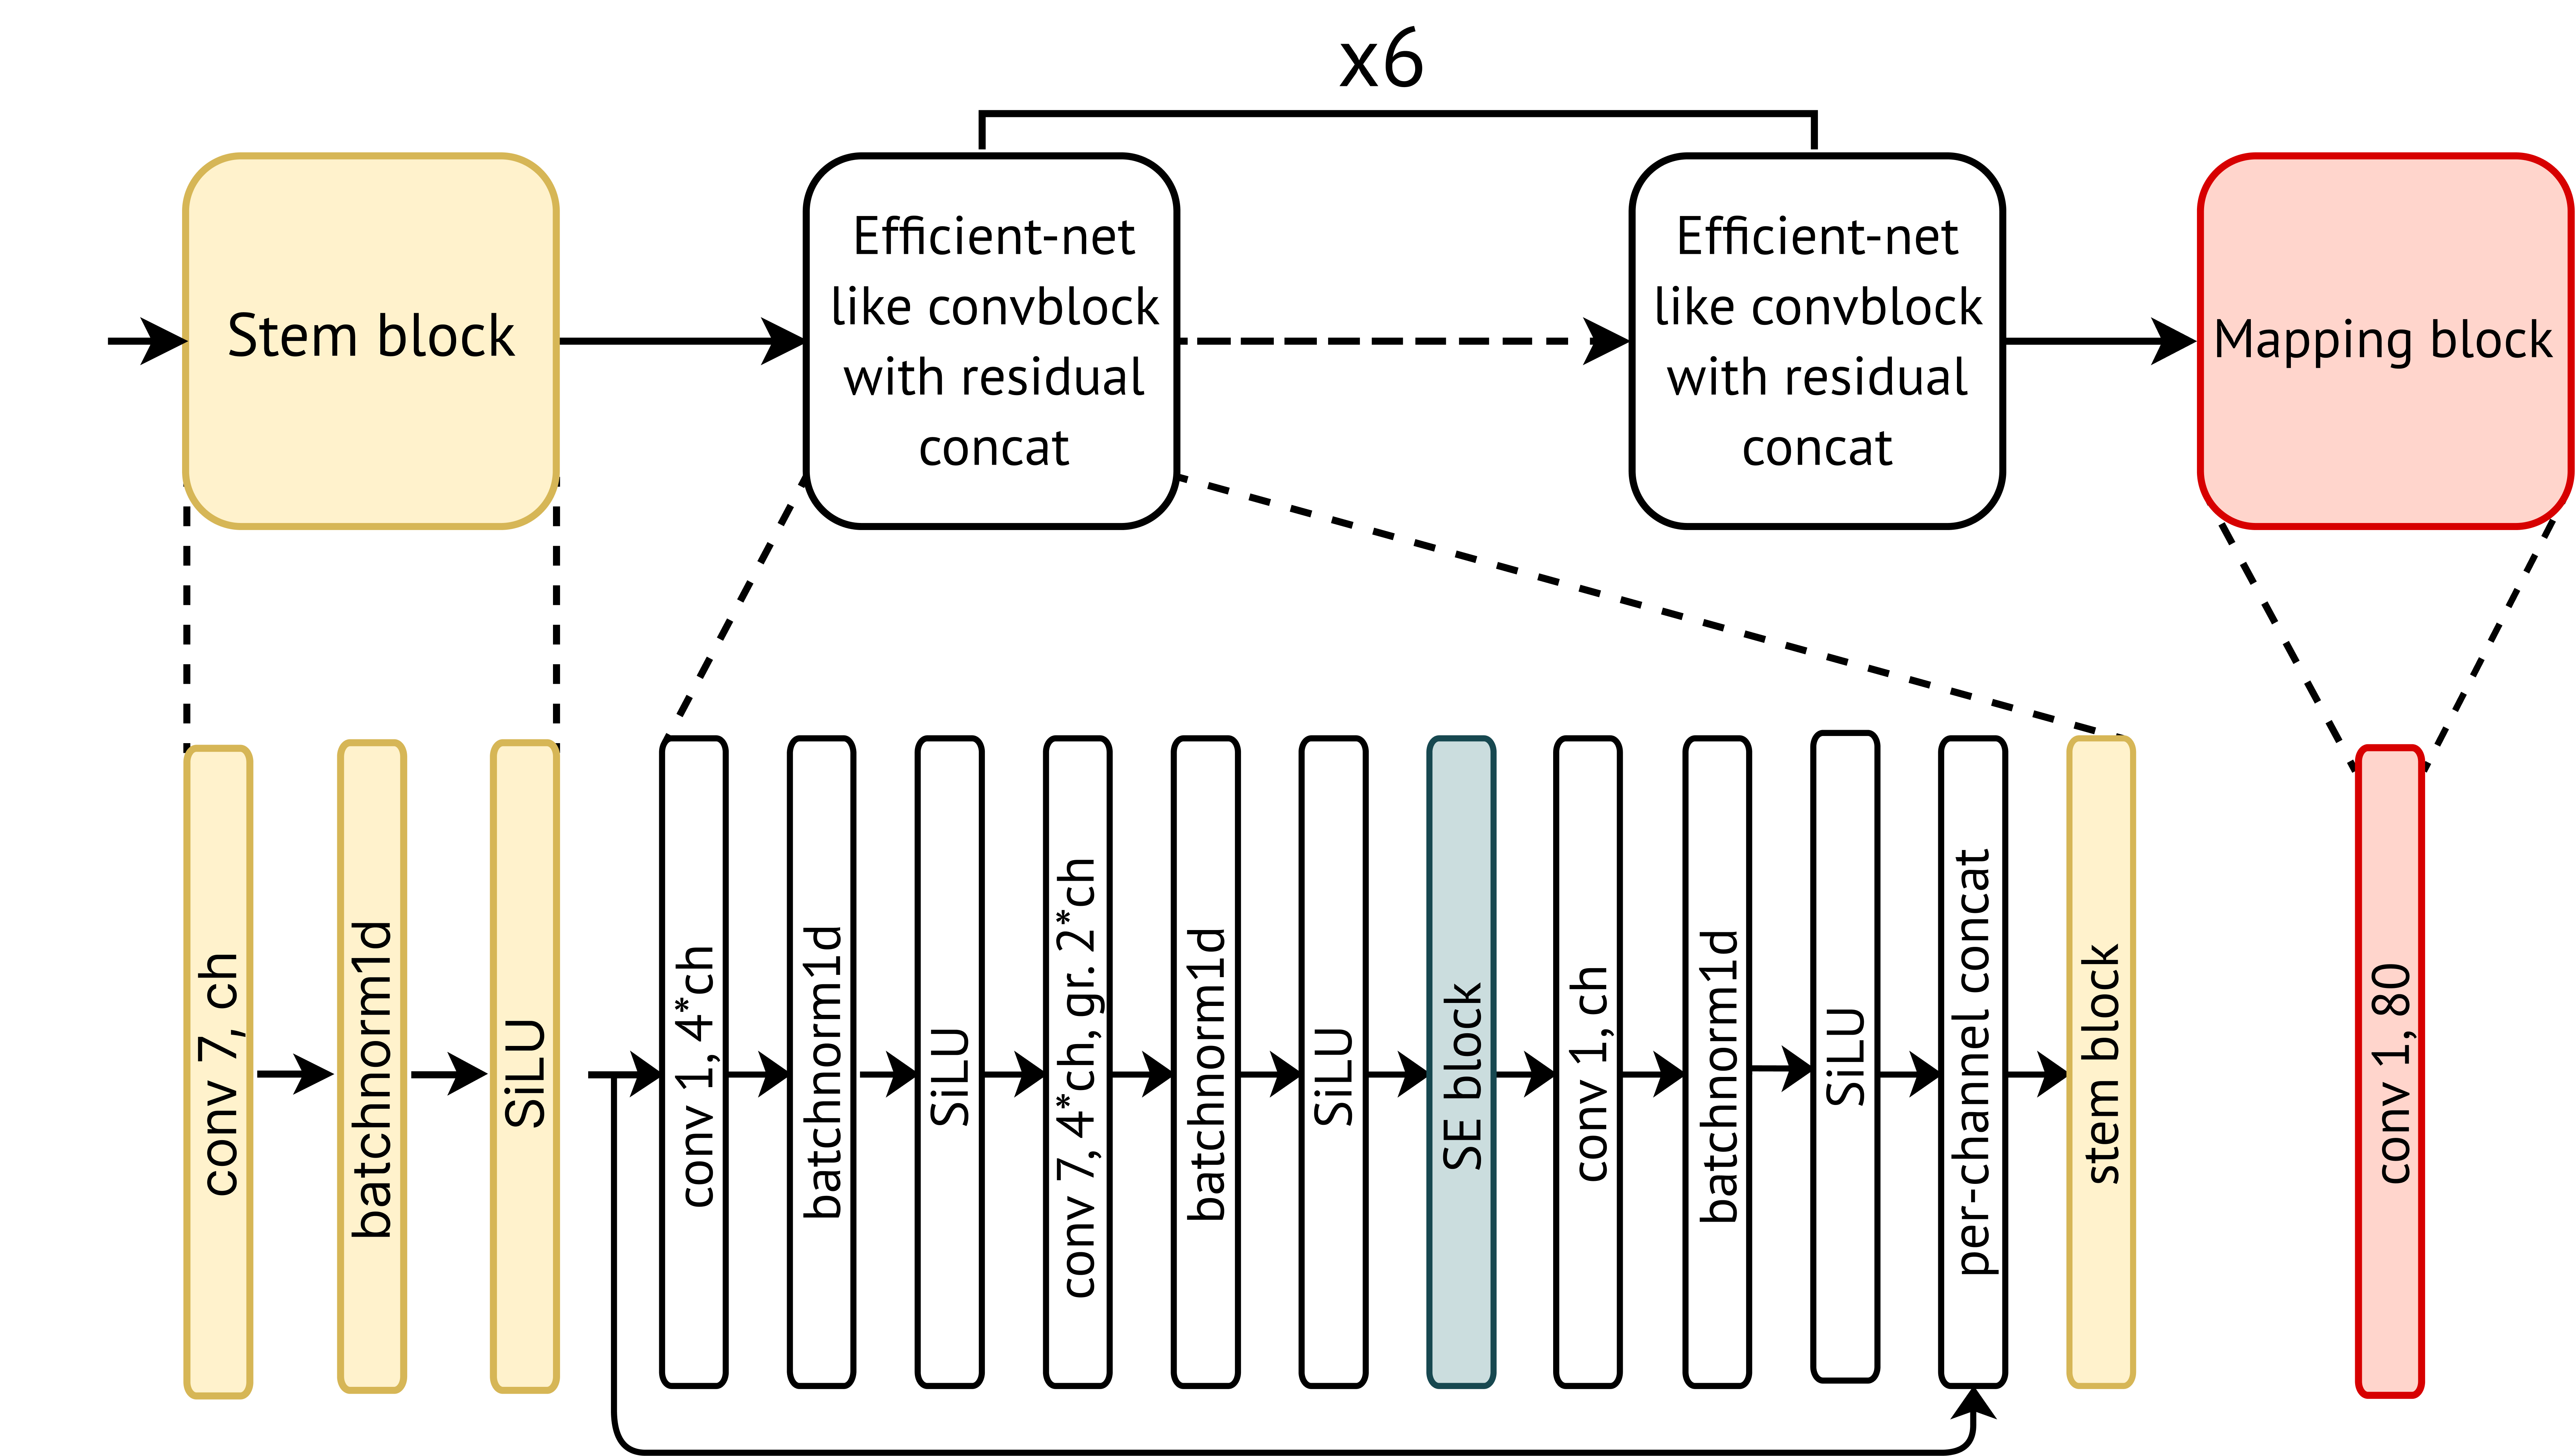 x6
Stem block
Efficient-net
like convblock
with residual
concat
Efficient-net
like convblock
with residual
concat
Mapping block
conv 7, ch
batchnorm1d
SiLU
conv 1, 4*ch
batchnorm1d
SiLU
conv 7, 4*ch, gr. 2*ch
batchnorm1d
SiLU
SE block
conv 1, ch
batchnorm1d
SiLU
per-channel concat
stem block
conv 1, 80